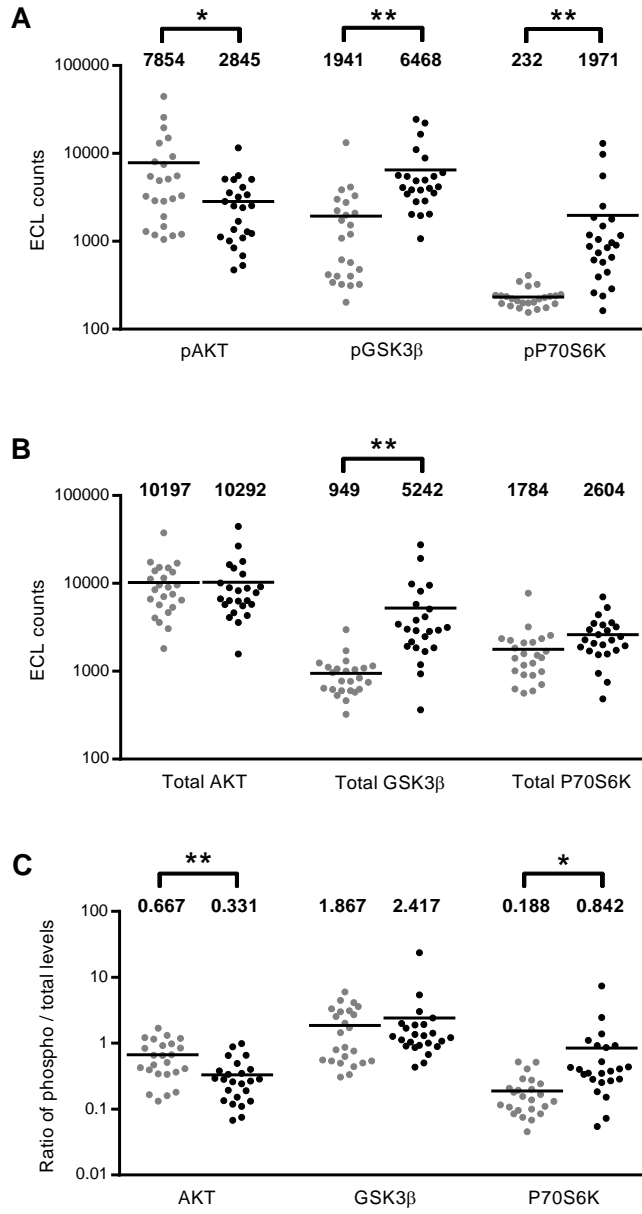 A
* ** **
7854 2845 1941 6468 232 1971
100000
10000
1000
100
ECL counts
pAKT pGSK3β pP70S6K
B
**
10197 10292 949 5242 1784 2604
100000
10000
1000
100
ECL counts
Total AKT Total GSK3β Total P70S6K
C
** *
0.667 0.331 1.867 2.417 0.188 0.842
100
10
1
0.1
0.01
Ratio of phospho / total levels
AKT GSK3β P70S6K